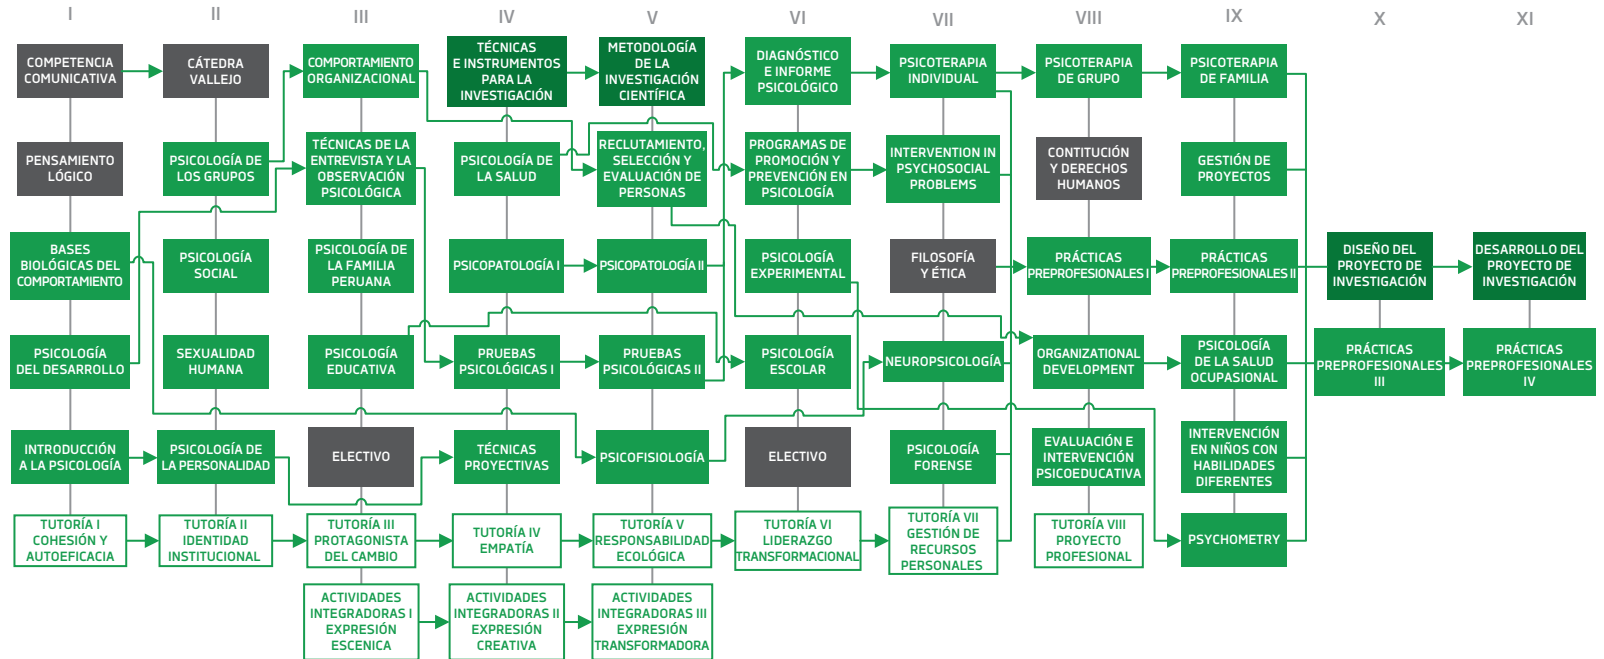 I
II
III
IV
V
VI
VII
VIII
IX
X
XI
COMPETENCIA
COMUNICATIVA
PENSAMIENTO
LÓGICO
BASES
BIOLÓGICAS DEL
COMPORTAMIENTO
PSICOLOGÍA
DEL DESARROLLO
INTRODUCCIÓN
A LA PSICOLOGÍA
TUTORÍA I
COHESIÓN Y
AUTOEFICACIA
CÁTEDRA
VALLEJO
PSICOLOGÍA DE
LOS GRUPOS
PSICOLOGÍA
SOCIAL
SEXUALIDAD
HUMANA
PSICOLOGÍA DE
LA PERSONALIDAD
TUTORÍA II
IDENTIDAD
INSTITUCIONAL
COMPORTAMIENTO
ORGANIZACIONAL
TÉCNICAS DE LA
ENTREVISTA Y LA
OBSERVACIÓN
PSICOLÓGICA
PSICOLOGÍA DE
LA FAMILIA
PERUANA
PSICOLOGÍA
EDUCATIVA
ELECTIVO
TUTORÍA III
PROTAGONISTA
DEL CAMBIO
ACTIVIDADES
INTEGRADORAS I
EXPRESIÓN
ESCENICA
TÉCNICAS
E INSTRUMENTOS
PARA LA
INVESTIGACIÓN
PSICOLOGÍA DE
LA SALUD
PSICOPATOLOGÍA I
PRUEBAS
PSICOLÓGICAS I
TÉCNICAS
PROYECTIVAS
TUTORÍA IV
EMPATÍA
ACTIVIDADES
INTEGRADORAS II
EXPRESIÓN
CREATIVA
METODOLOGÍA
DE LA
INVESTIGACIÓN
CIENTÍFICA
RECLUTAMIENTO,
SELECCIÓN Y
EVALUACIÓN DE
PERSONAS
PSICOPATOLOGÍA II
PRUEBAS
PSICOLÓGICAS II
PSICOFISIOLOGÍA
TUTORÍA V
RESPONSABILIDAD
ECOLÓGICA
ACTIVIDADES
INTEGRADORAS III
EXPRESIÓN
TRANSFORMADORA
DIAGNÓSTICO
E INFORME
PSICOLÓGICO
PROGRAMAS DE
PROMOCIÓN Y
PREVENCIÓN EN
PSICOLOGÍA
PSICOLOGÍA
EXPERIMENTAL
PSICOLOGÍA
ESCOLAR
ELECTIVO
TUTORÍA VI
LIDERAZGO
TRANSFORMACIONAL
PSICOTERAPIA
INDIVIDUAL
INTERVENTION IN
PSYCHOSOCIAL
PROBLEMS
FILOSOFÍA
Y ÉTICA
NEUROPSICOLOGÍA
PSICOLOGÍA
FORENSE
TUTORÍA VII
GESTIÓN DE
RECURSOS
PERSONALES
PSICOTERAPIA
DE GRUPO
CONTITUCIÓN
Y DERECHOS
HUMANOS
PRÁCTICAS
PREPROFESIONALES I
ORGANIZATIONAL
DEVELOPMENT
EVALUACIÓN E
INTERVENCIÓN
PSICOEDUCATIVA
TUTORÍA VIII
PROYECTO
PROFESIONAL
PSICOTERAPIA
DE FAMILIA
GESTIÓN DE
PROYECTOS
PRÁCTICAS
PREPROFESIONALES II
PSICOLOGÍA
DE LA SALUD
OCUPASIONAL
INTERVENCIÓN
EN NIÑOS CON
HABILIDADES
DIFERENTES
PSYCHOMETRY
DISEÑO DEL
PROYECTO DE
INVESTIGACIÓN
PRÁCTICAS
PREPROFESIONALES
III
DESARROLLO DEL
PROYECTO DE
INVESTIGACIÓN
PRÁCTICAS
PREPROFESIONALES
IV